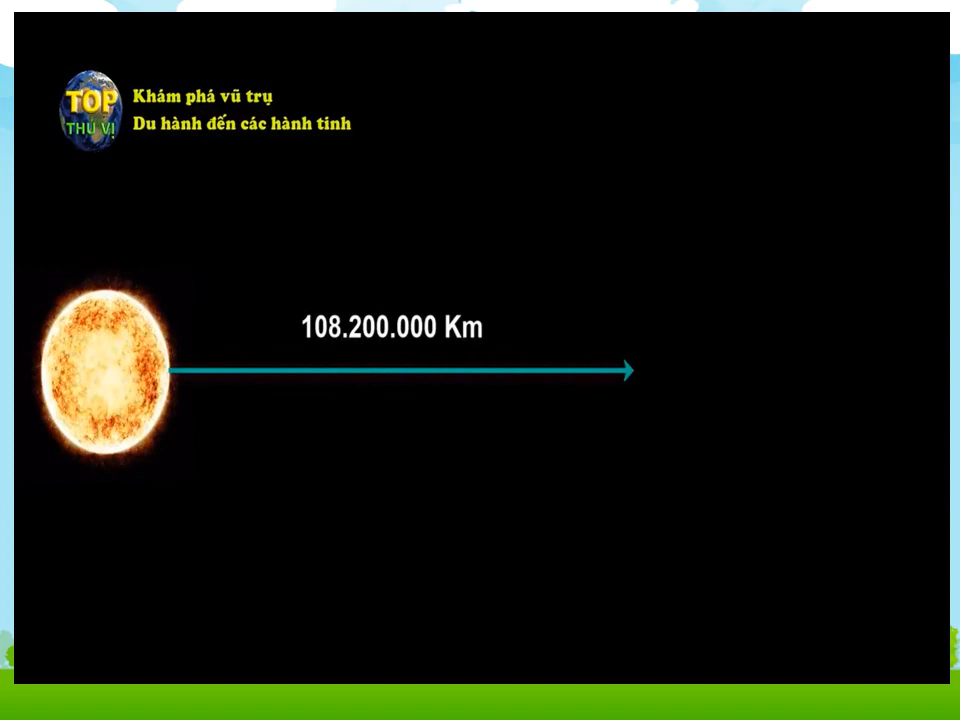 TOP
THÚ VỊ
Khám phá vũ trụ
Du hành đến các hành tinh
108.200.000 Km